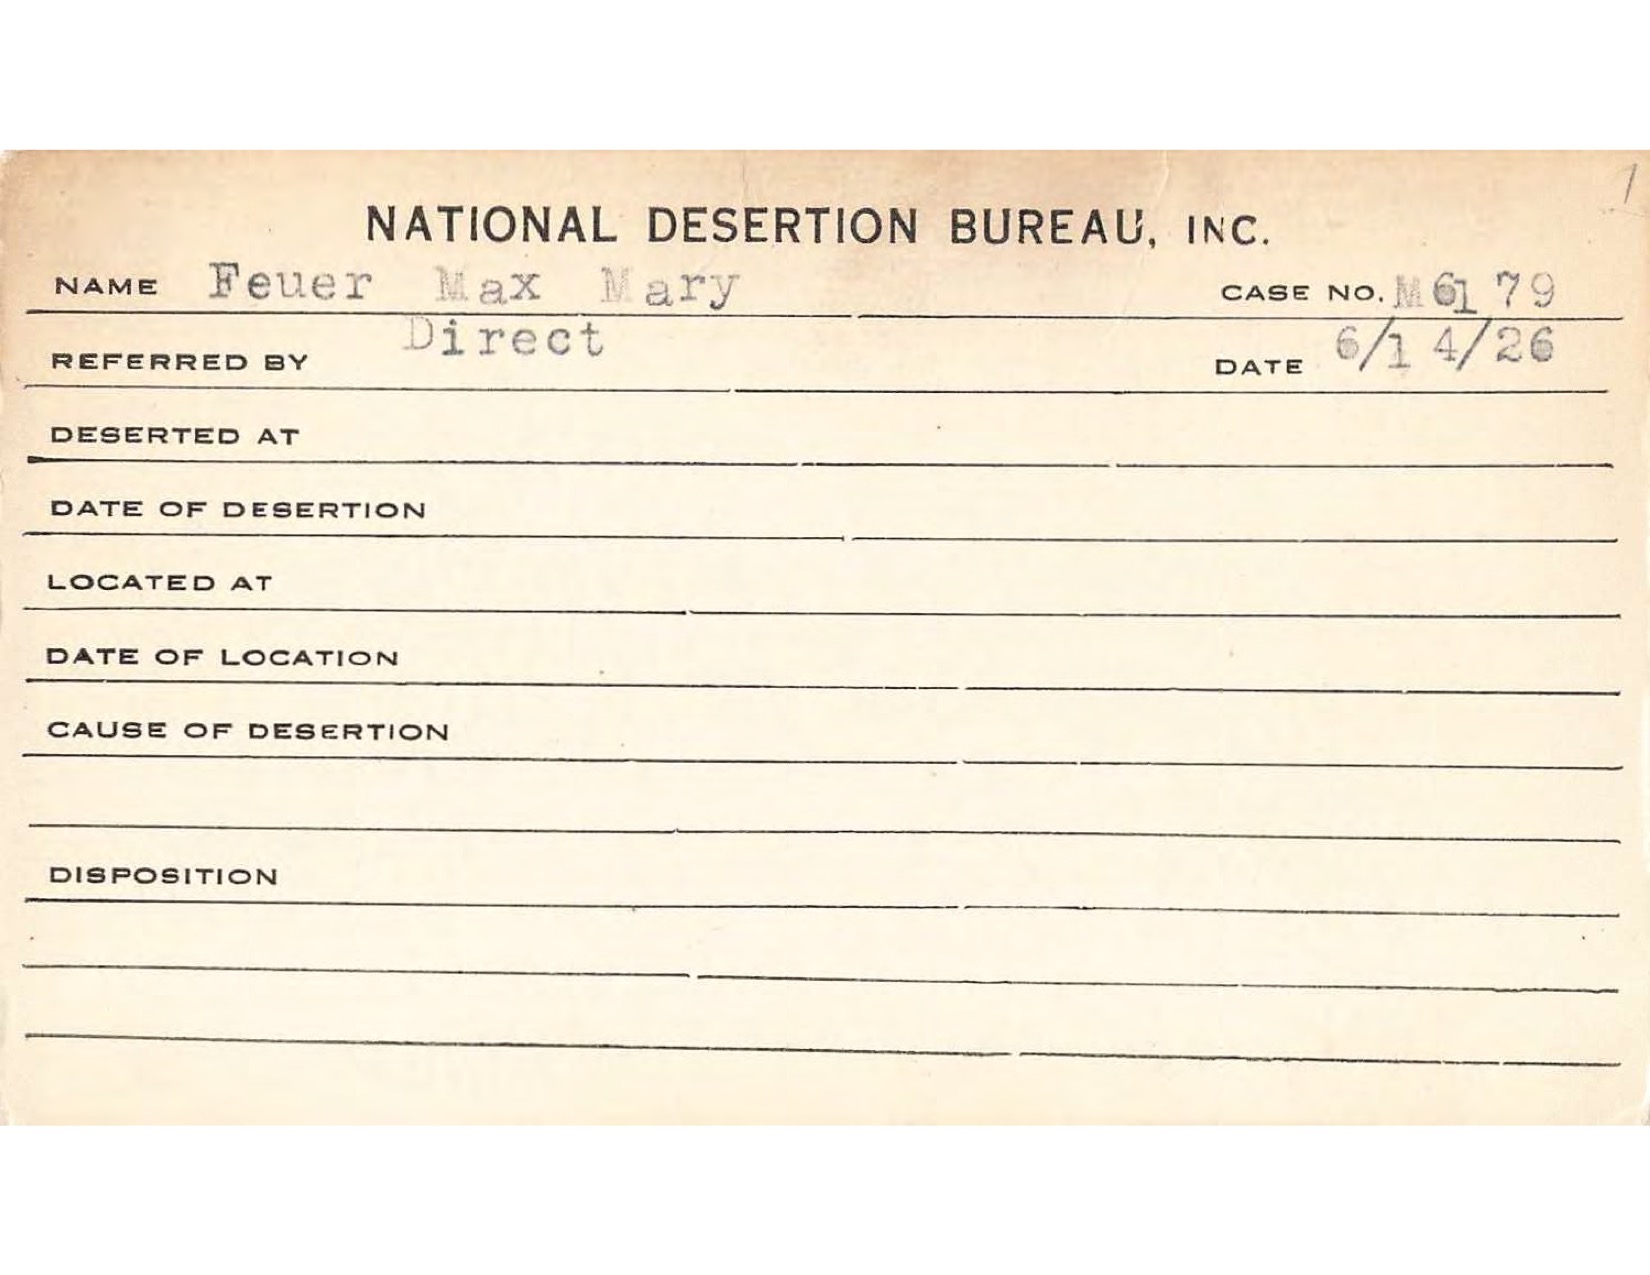 1
NATIONAL DESERTION BUREAU, INC.
NAME Feuer Max Mary CASE NO. M6179
REFERRED BY Direct DATE 6/14/26
DESERTED AT
DATE OF DESERTION
LOCATED AT
DATE OF LOCATION
CAUSE OF DESERTION
DISPOSITION